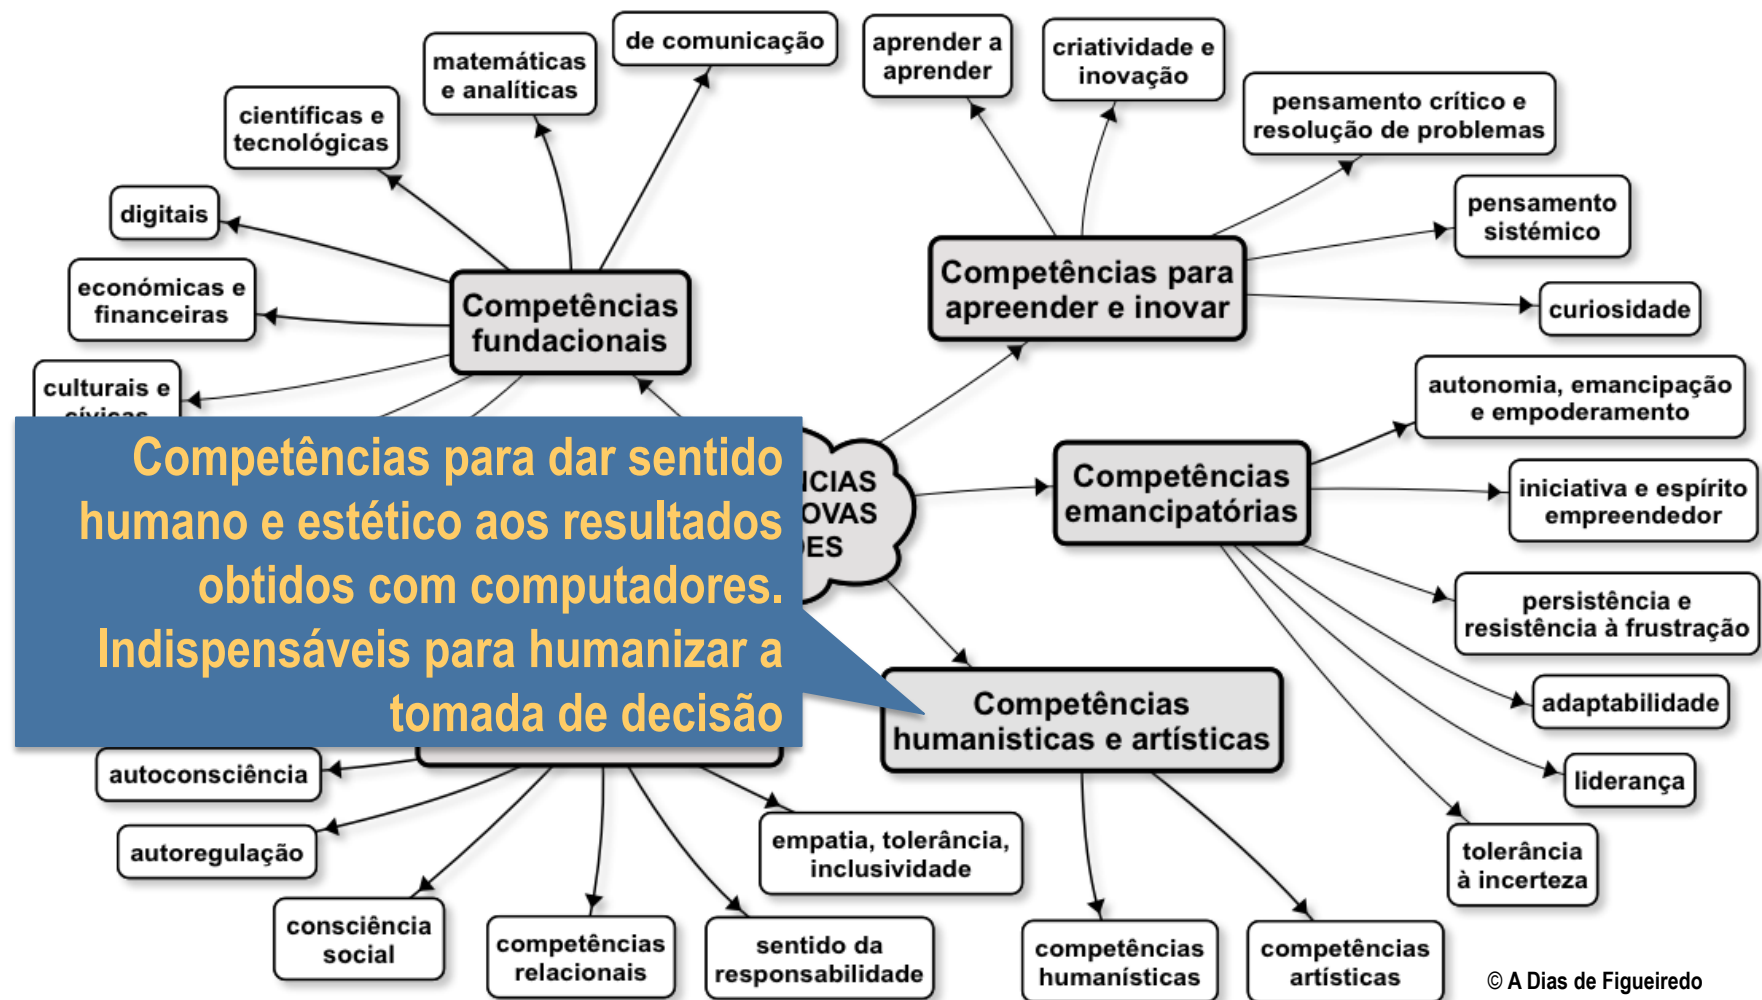 de comunicação
matemáticas
e analíticas
científicas e
tecnológicas
digitais
económicas e
financeiras
culturais e
cívicas
Competências
fundacionais
aprender a
aprender
criatividade e
inovação
pensamento crítico e
resolução de problemas
pensamento
sistémico
curiosidade
Competências para
apreender e inovar
autonomia, emancipação
e empoderamento
iniciativa e espírito
empreendedor
persistência e
resistência à frustração
adaptabilidade
liderança
tolerância
à incerteza
Competências
emancipatórias
Competências para dar sentido
humano e estético aos resultados
obtidos com computadores.
Indispensáveis para humanizar a
tomada de decisão
Competências
humanisticas e artísticas
autoconsciência
autoregulação
consciência
social
competências
relacionais
sentido da
responsabilidade
empatia, tolerância,
inclusividade
competências
humanísticas
competências
artísticas
© A Dias de Figueiredo